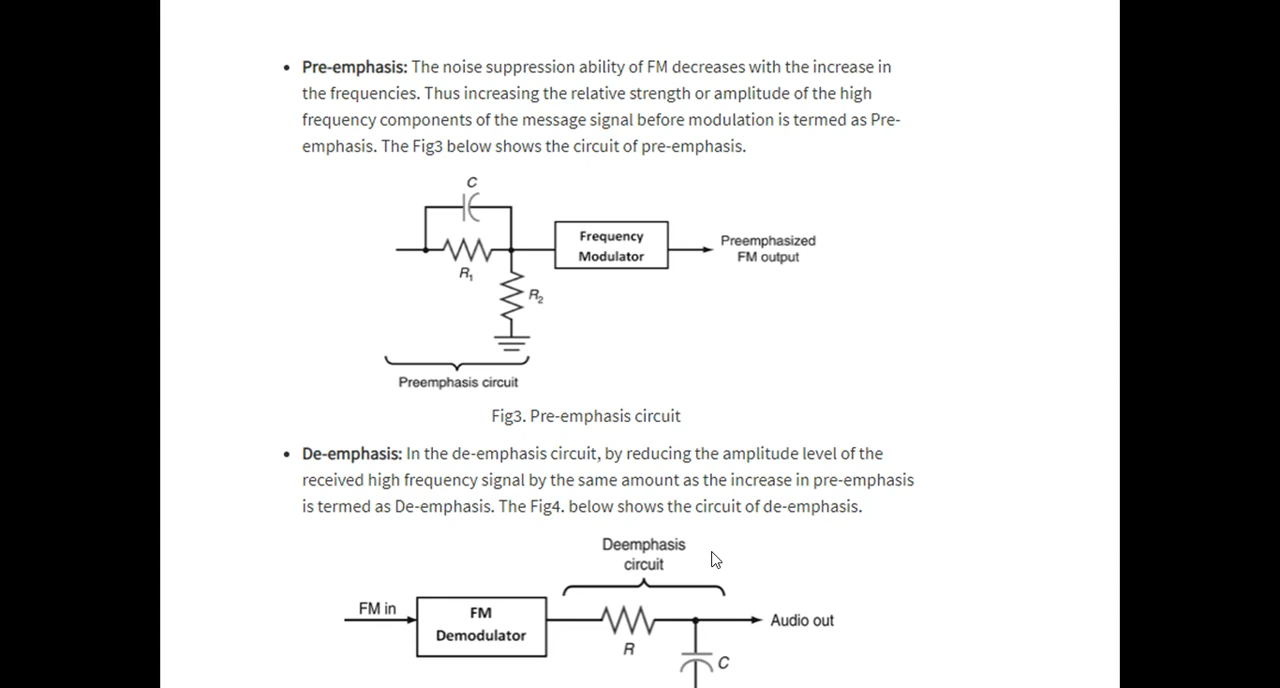 • Pre-emphasis: The noise suppression ability of FM decreases with the increase in
the frequencies. Thus increasing the relative strength or amplitude of the high
frequency components of the message signal before modulation is termed as Pre-
emphasis. The Fig3 below shows the circuit of pre-emphasis.
C
Frequency
Modulator
Preemphasized
FM output
R₁
R₂
Preemphasis circuit
Fig3. Pre-emphasis circuit
• De-emphasis: In the de-emphasis circuit, by reducing the amplitude level of the
received high frequency signal by the same amount as the increase in pre-emphasis
is termed as De-emphasis. The Fig4. below shows the circuit of de-emphasis.
Deemphasis
circuit
FM in
FM
Demodulator
R
Audio out
C